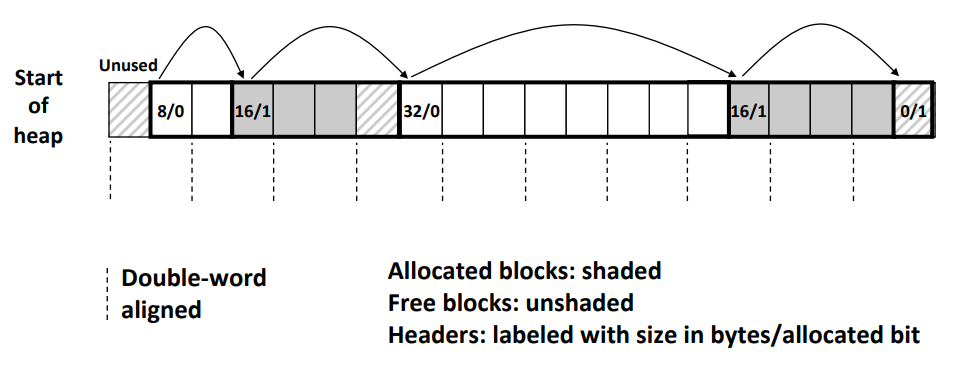 Unused
Start
of
heap
8/0
16/1
32/0
16/1
0/1
Double-word
aligned
Allocated blocks: shaded
Free blocks: unshaded
Headers: labeled with size in bytes/allocated bit